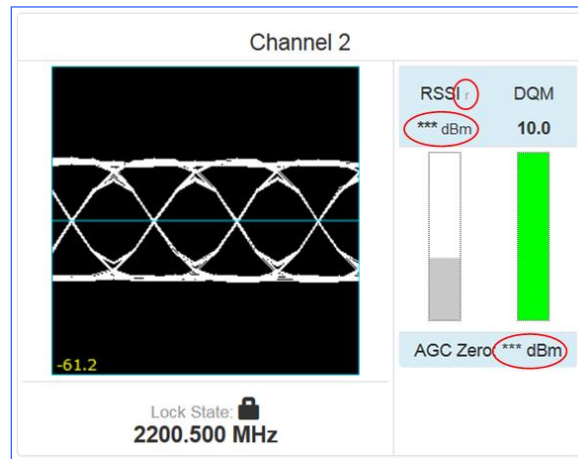 Channel 2
RSSI r
DQM
*** dBm
10.0
-61.2
AGC Zero: *** dBm
Lock State:
2200.500 MHz